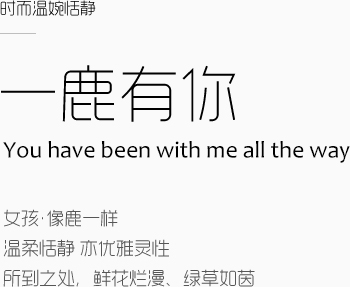 时而温婉恬静
一鹿有你
You have been with me all the way
女孩·像鹿一样
温柔恬静 亦优雅灵性
所到之处，鲜花烂漫、绿草如茵